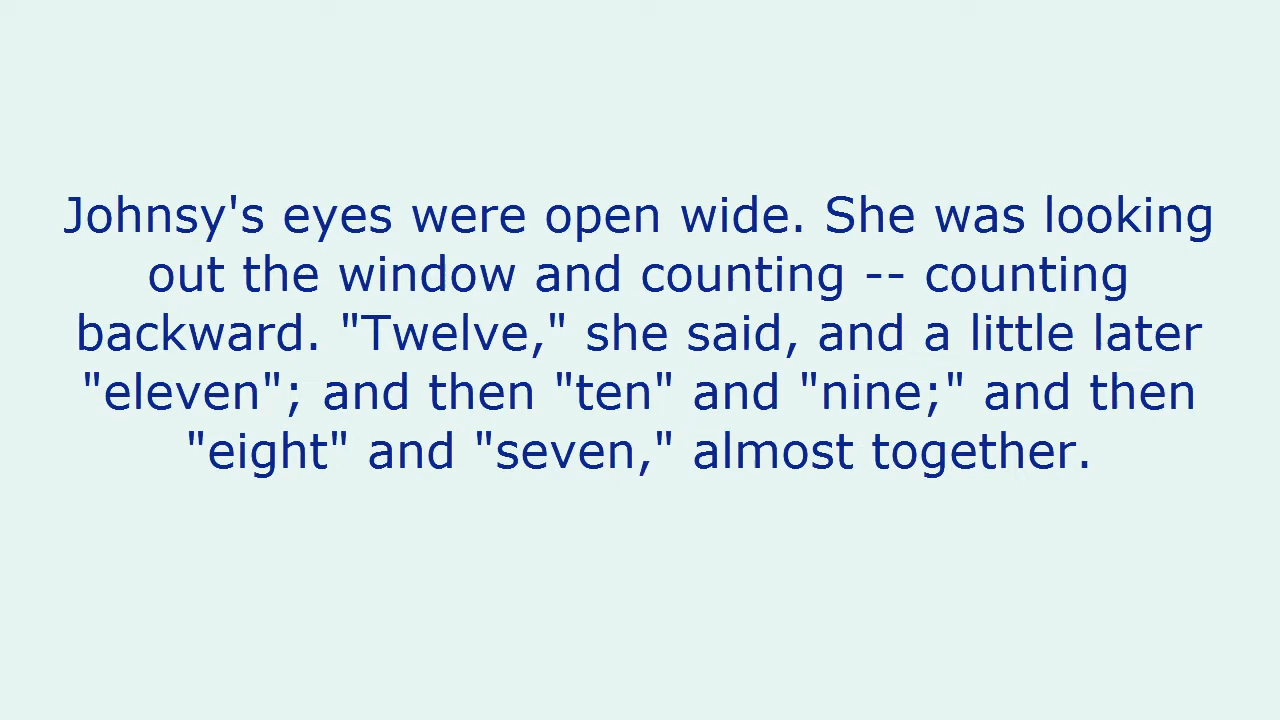 Johnsy's eyes were open wide. She was looking
out the window and counting -- counting
backward. "Twelve," she said, and a little later
"eleven"; and then "ten" and "nine;" and then
"eight" and "seven," almost together.